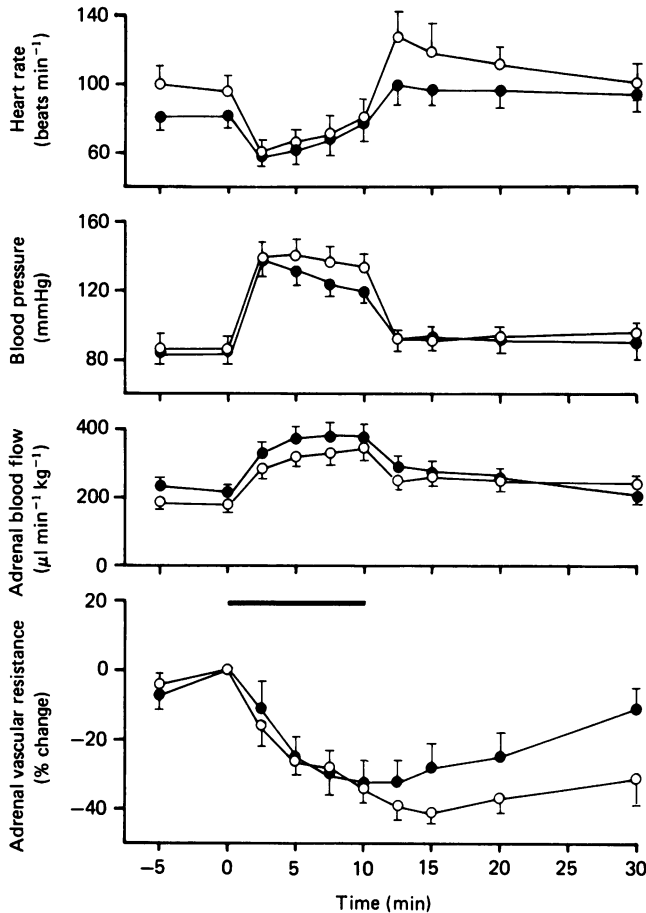 Heart rate
(beats min⁻¹)
140
100
60
Blood pressure
(mmHg)
160
120
80
Adrenal blood flow
(µl min⁻¹ kg⁻¹)
400
200
0
Adrenal vascular resistance
(% change)
20
0
−20
−40
−5 0 5 10 15 20 25 30
Time (min)